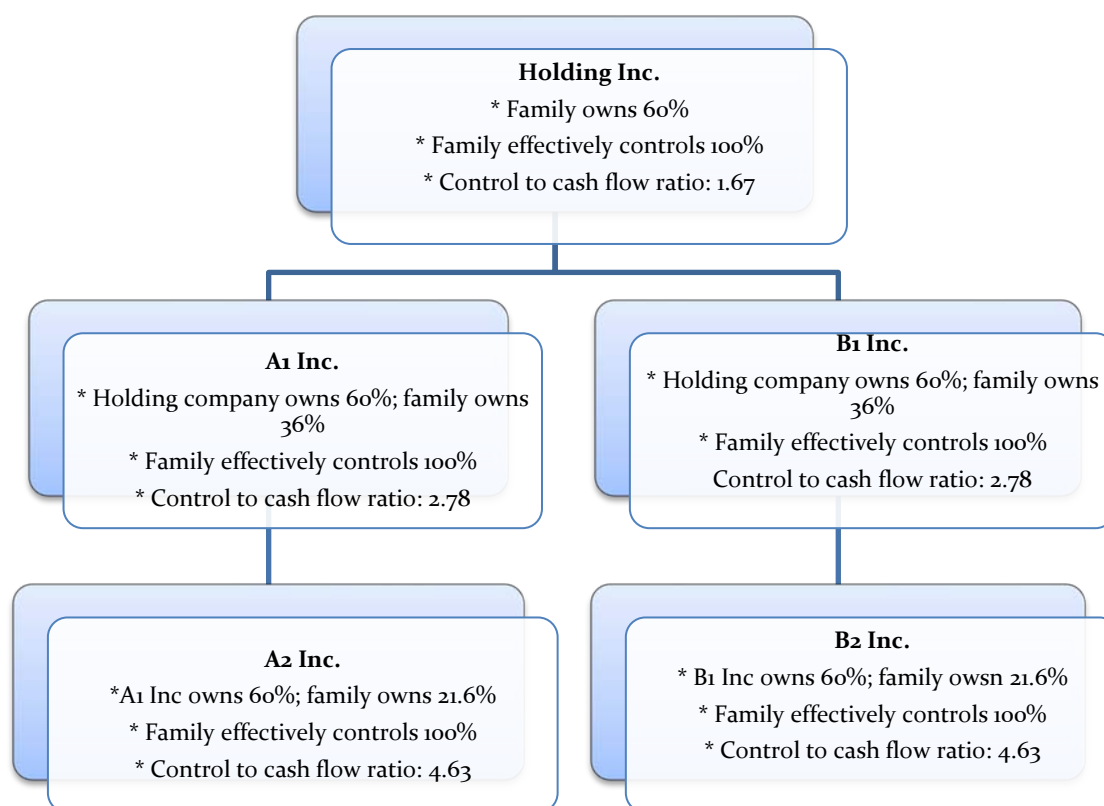 Holding Inc.
* Family owns 60%
* Family effectively controls 100%
* Control to cash flow ratio: 1.67
A1 Inc.
* Holding company owns 60%; family owns
36%
* Family effectively controls 100%
* Control to cash flow ratio: 2.78
B1 Inc.
* Holding company owns 60%; family owns
36%
* Family effectively controls 100%
Control to cash flow ratio: 2.78
A2 Inc.
*A1 Inc owns 60%; family owns 21.6%
* Family effectively controls 100%
* Control to cash flow ratio: 4.63
B2 Inc.
* B1 Inc owns 60%; family owsn 21.6%
* Family effectively controls 100%
* Control to cash flow ratio: 4.63